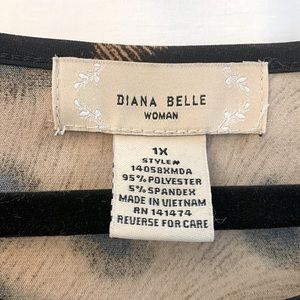 DIANA BELLE
WOMAN
1X
STYLE#
14058XMDA
95% POLYESTER
5% SPANDEX
MADE IN VIETNAM
RN 141474
REVERSE FOR CARE